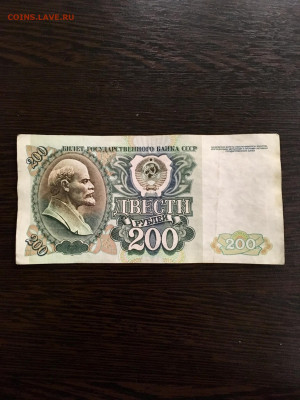 COINS.LAVE.RU
БИЛЕТ ГОСУДАРСТВЕННОГО БАНКА СССР
200
ДВЕСТИ
РУБЛЕЙ
200
200
200